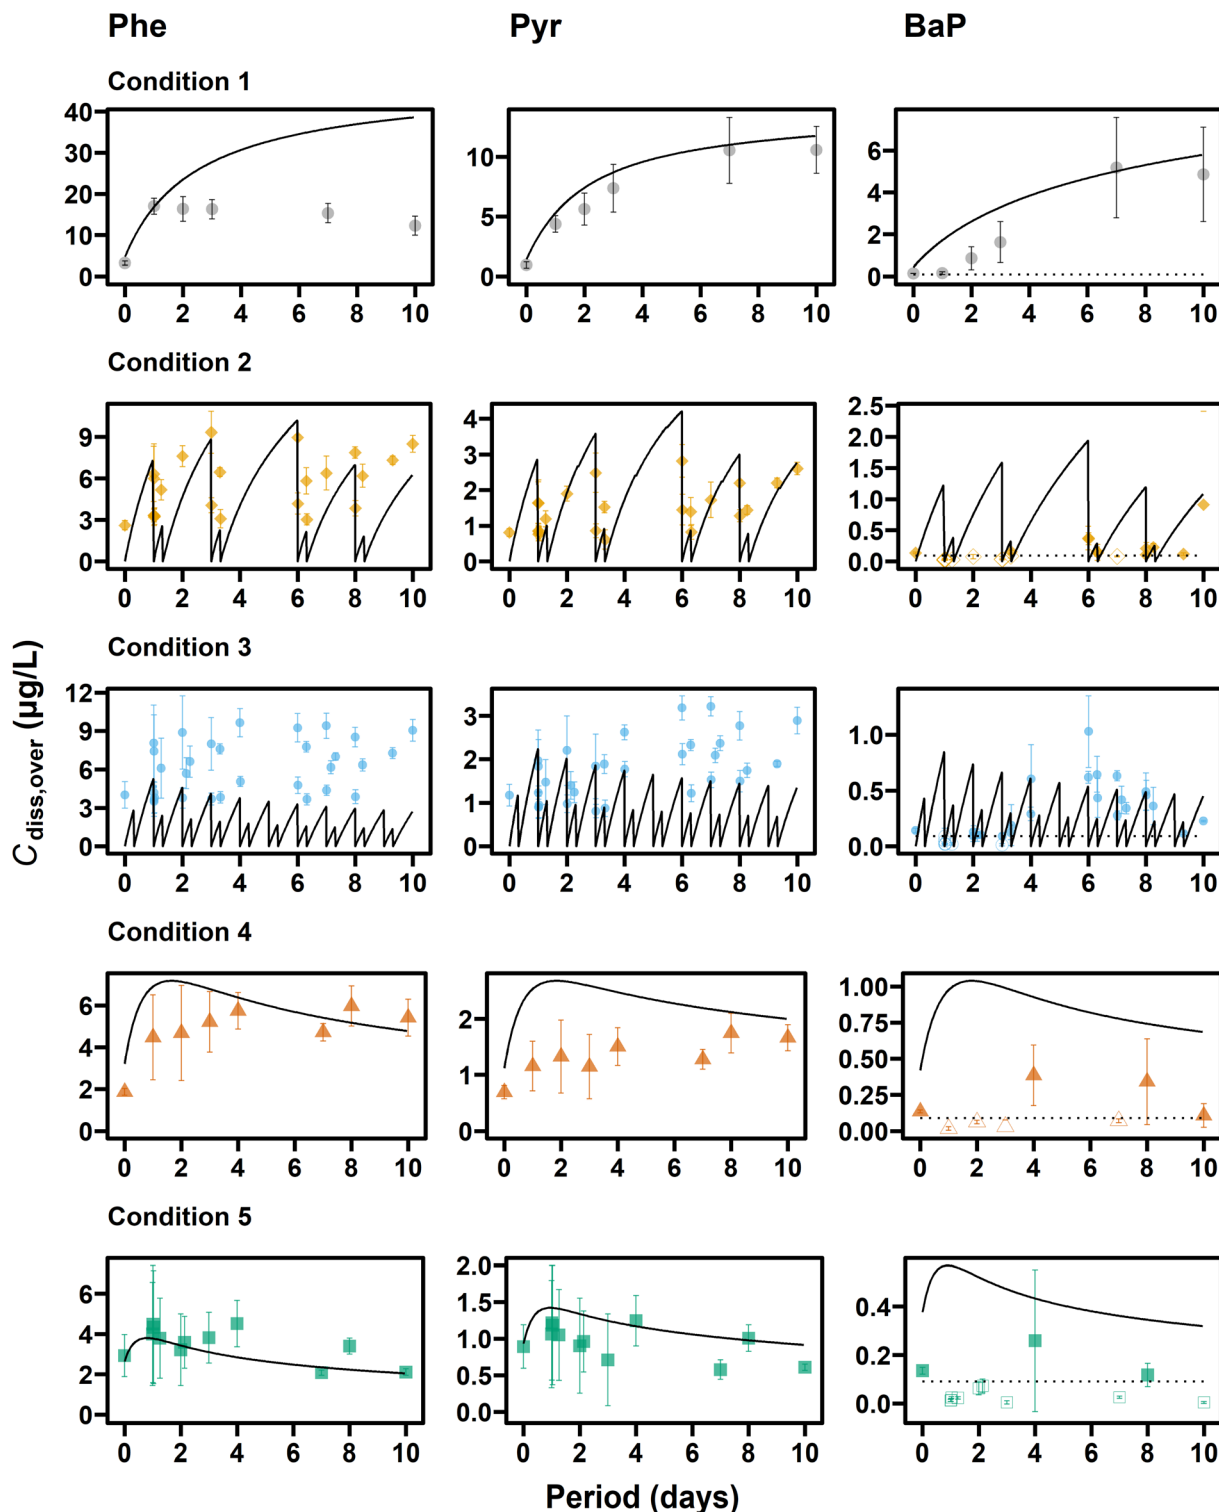 Phe Pyr BaP
Condition 1
40
30
20
10
0
0 2 4 6 8 10
10
5
0
0 2 4 6 8 10
6
4
2
0
0 2 4 6 8 10
Condition 2
9
6
3
0
0 2 4 6 8 10
4
3
2
1
0
0 2 4 6 8 10
2.5
2.0
1.5
1.0
0.5
0.0
0 2 4 6 8 10
Condition 3
12
9
6
3
0
0 2 4 6 8 10
3
2
1
0
0 2 4 6 8 10
1.0
0.5
0.0
0 2 4 6 8 10
Condition 4
6
4
2
0
0 2 4 6 8 10
2
1
0
0 2 4 6 8 10
1.00
0.75
0.50
0.25
0.00
0 2 4 6 8 10
Condition 5
6
4
2
0
0 2 4 6 8 10
2.0
1.5
1.0
0.5
0.0
0 2 4 6 8 10
0.4
0.2
0.0
0 2 4 6 8 10
C diss,over (µg/L)
Period (days)